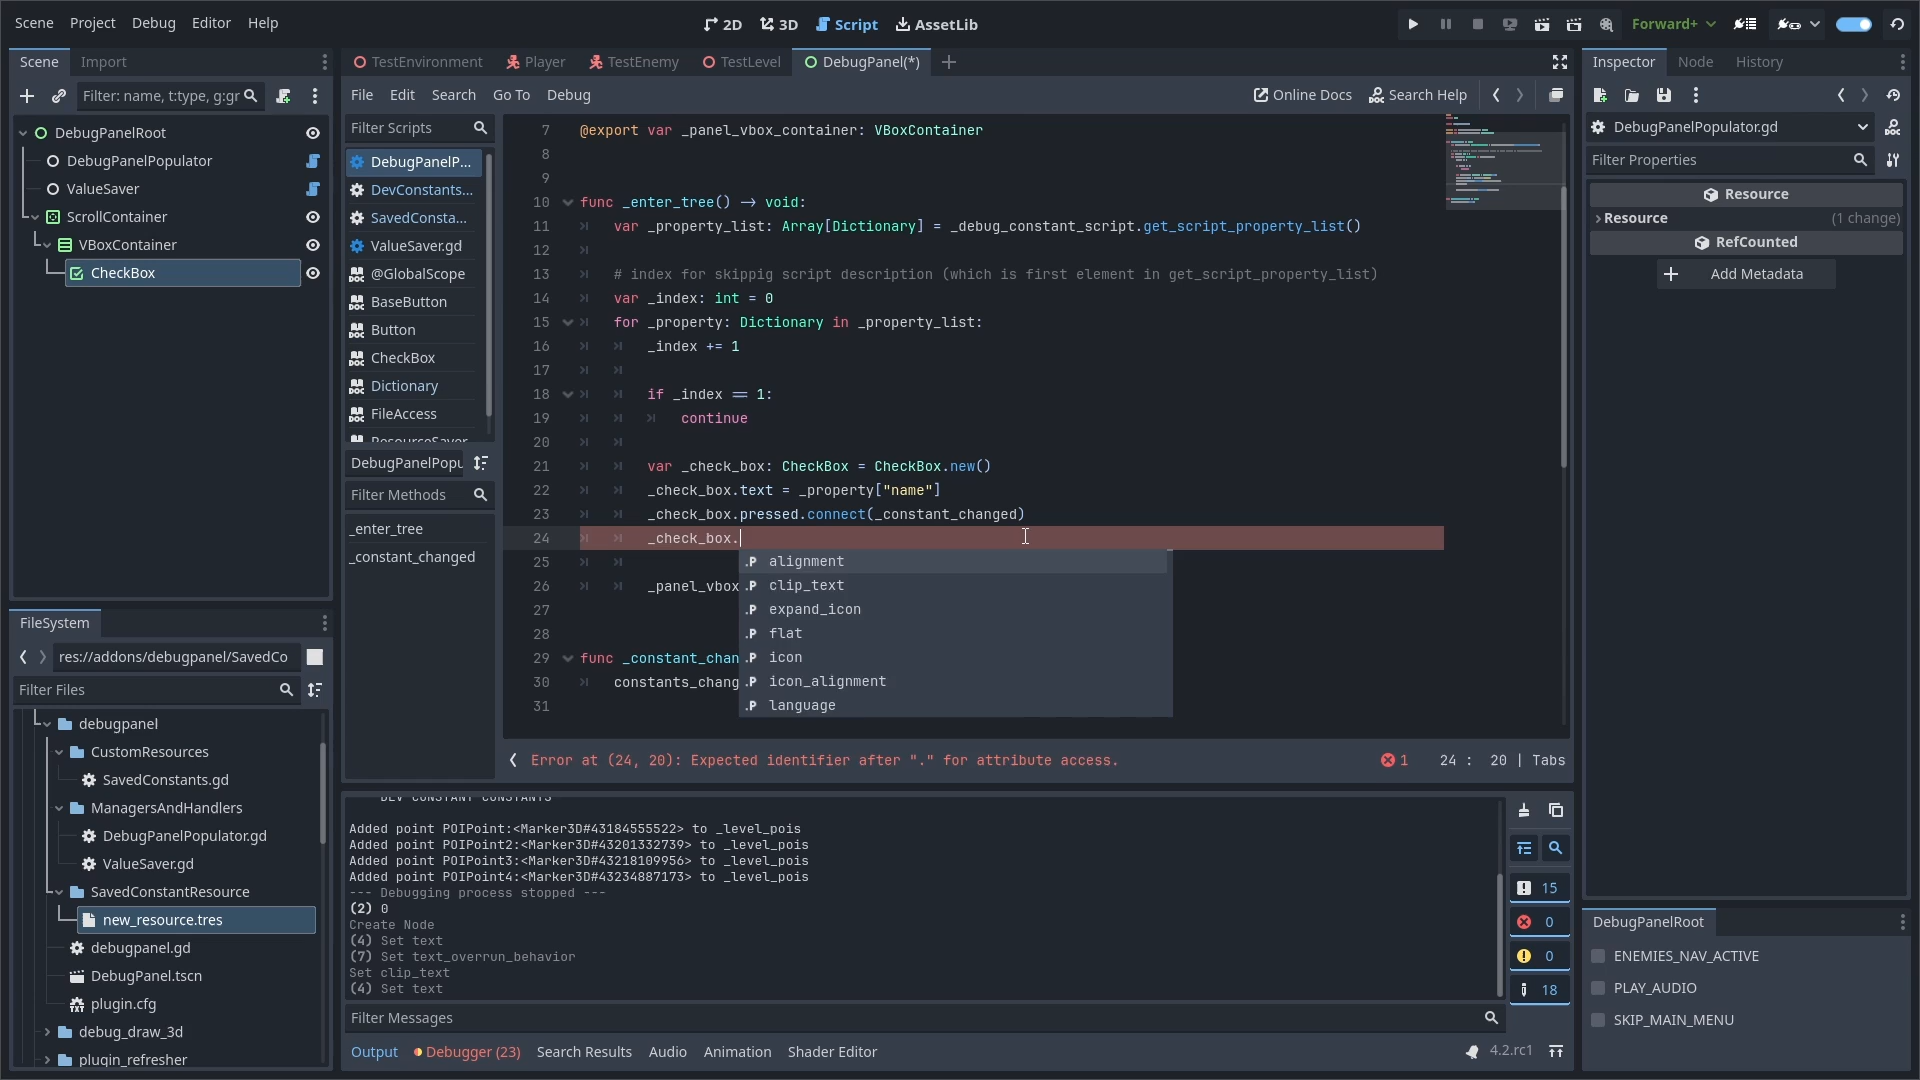 Scene Project Debug Editor Help
2D 3D Script AssetLib
Forward+
Scene Import
Filter: name, t:type, g:gr
DebugPanelRoot
DebugPanelPopulator
ValueSaver
ScrollContainer
VBoxContainer
CheckBox
FileSystem
res://addons/debugpanel/SavedCo
Filter Files
debugpanel
CustomResources
SavedConstants.gd
ManagersAndHandlers
DebugPanelPopulator.gd
ValueSaver.gd
SavedConstantResource
new_resource.tres
debugpanel.gd
DebugPanel.tscn
plugin.cfg
debug_draw_3d
plugin_refresher
TestEnvironment Player TestEnemy TestLevel DebugPanel(*)
File Edit Search Go To Debug
Online Docs Search Help
Filter Scripts
DebugPanelP...
DevConstants...
SavedConsta...
ValueSaver.gd
@GlobalScope
BaseButton
Button
CheckBox
Dictionary
FileAccess
ResourceSaver
DebugPanelPopu
Filter Methods
_enter_tree
_constant_changed
7 @export var _panel_vbox_container: VBoxContainer
8
9
10 func _enter_tree() -> void:
11 var _property_list: Array[Dictionary] = _debug_constant_script.get_script_property_list()
12
13 # index for skippig script description (which is first element in get_script_property_list)
14 var _index: int = 0
15 for _property: Dictionary in _property_list:
16 _index += 1
17
18 if _index == 1:
19 continue
20
21 var _check_box: CheckBox = CheckBox.new()
22 _check_box.text = _property["name"]
23 _check_box.pressed.connect(_constant_changed)
24 _check_box.
25
26 _panel_vbox
27
28
29 func _constant_chan
30 constants_chang
31
.P alignment
.P clip_text
.P expand_icon
.P flat
.P icon
.P icon_alignment
.P language
Error at (24, 20): Expected identifier after "." for attribute access.
1 24 : 20 | Tabs
DEV CONSTANT CONSTANTS
Added point POIPoint:<Marker3D#43184555522> to _level_pois
Added point POIPoint2:<Marker3D#43201332739> to _level_pois
Added point POIPoint3:<Marker3D#43218109956> to _level_pois
Added point POIPoint4:<Marker3D#43234887173> to _level_pois
--- Debugging process stopped ---
(2) 0
Create Node
(4) Set text
(7) Set text_overrun_behavior
Set clip_text
(4) Set text
15
0
0
18
Filter Messages
Output Debugger (23) Search Results Audio Animation Shader Editor
4.2.rc1
Inspector Node History
DebugPanelPopulator.gd
Filter Properties
Resource
Resource (1 change)
RefCounted
Add Metadata
DebugPanelRoot
ENEMIES_NAV_ACTIVE
PLAY_AUDIO
SKIP_MAIN_MENU